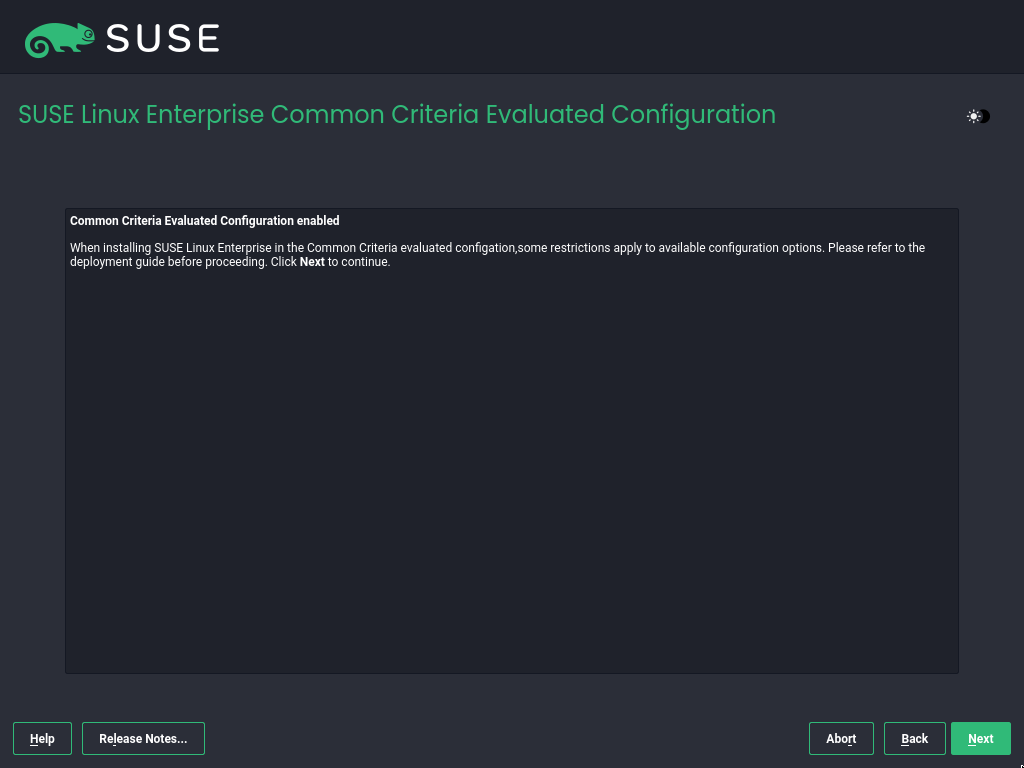 SUSE
SUSE Linux Enterprise Common Criteria Evaluated Configuration
Common Criteria Evaluated Configuration enabled
When installing SUSE Linux Enterprise in the Common Criteria evaluated configation,some restrictions apply to available configuration options. Please refer to the
deployment guide before proceeding. Click Next to continue.
Help
Release Notes...
Abort
Back
Next